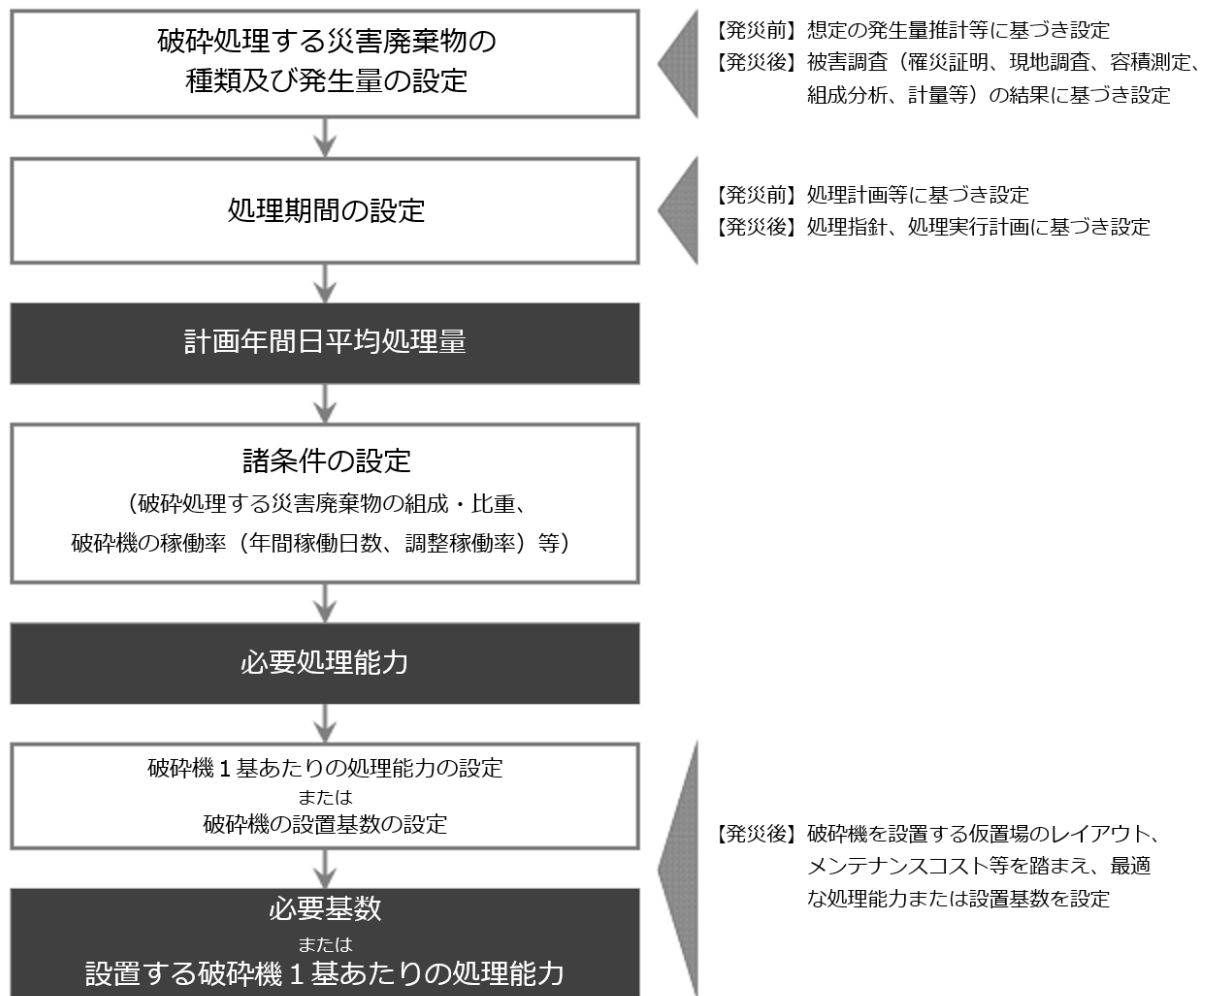 破砕処理する災害廃棄物の
種類及び発生量の設定
【発災前】想定の発生量推計等に基づき設定
【発災後】被害調査（罹災証明、現地調査、容積測定、
組成分析、計量等）の結果に基づき設定
処理期間の設定
【発災前】処理計画等に基づき設定
【発災後】処理指針、処理実行計画に基づき設定
計画年間日平均処理量
諸条件の設定
（破砕処理する災害廃棄物の組成・比重、
破砕機の稼働率（年間稼働日数、調整稼働率）等）
必要処理能力
破砕機１基あたりの処理能力の設定
または
破砕機の設置基数の設定
【発災後】破砕機を設置する仮置場のレイアウト、
メンテナンスコスト等を踏まえ、最適
な処理能力または設置基数を設定
必要基数
または
設置する破砕機１基あたりの処理能力